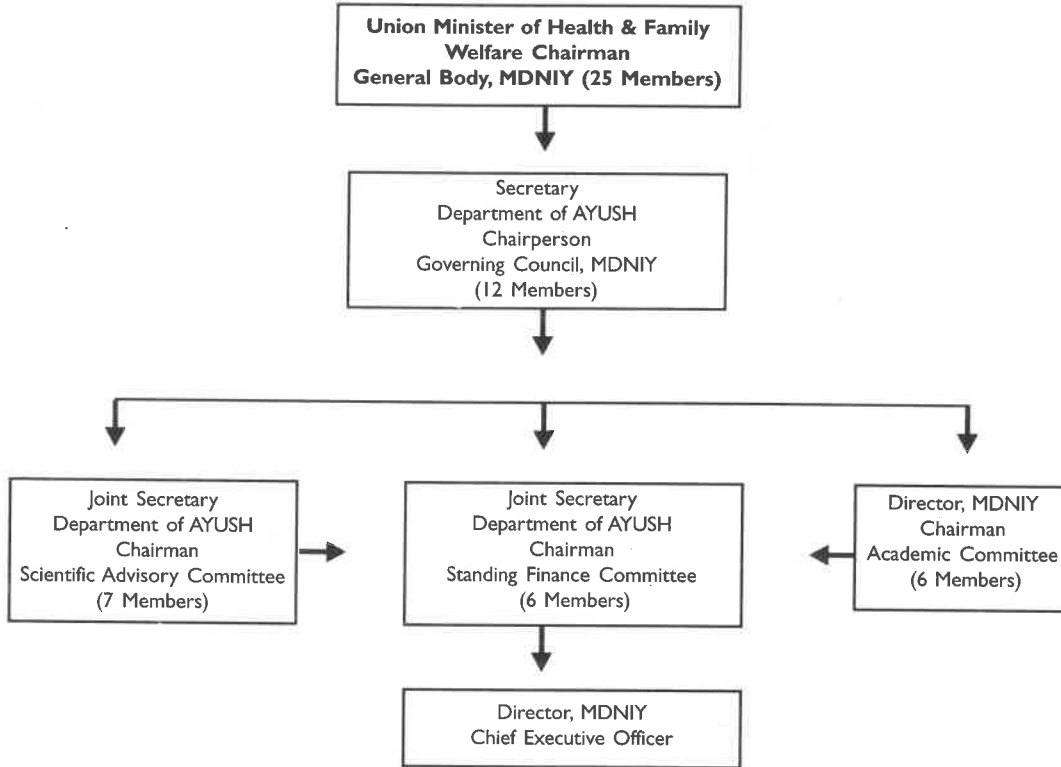 Union Minister of Health & Family
Welfare Chairman
General Body, MDNIY (25 Members)
Secretary
Department of AYUSH
Chairperson
Governing Council, MDNIY
(12 Members)
Joint Secretary
Department of AYUSH
Chairman
Scientific Advisory Committee
(7 Members)
Joint Secretary
Department of AYUSH
Chairman
Standing Finance Committee
(6 Members)
Director, MDNIY
Chairman
Academic Committee
(6 Members)
Director, MDNIY
Chief Executive Officer